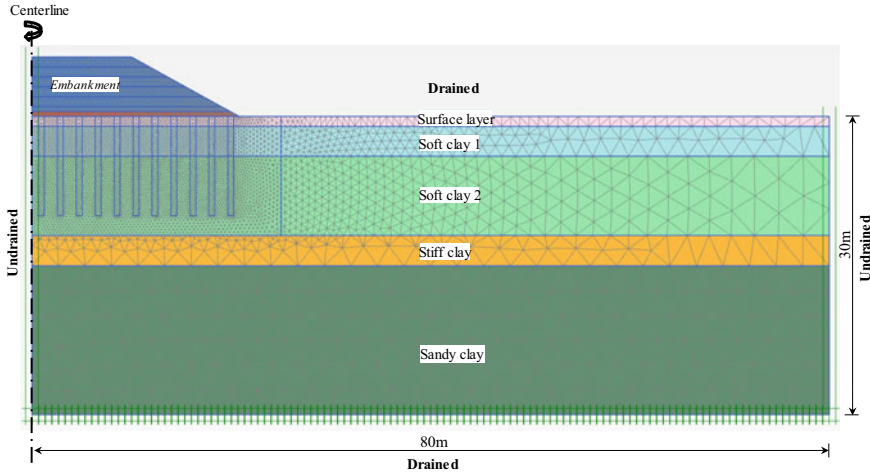 Centerline
Embankment
Drained
Surface layer
Soft clay 1
Soft clay 2
Undrained
Stiff clay
30m
Undrained
Sandy clay
80m
Drained